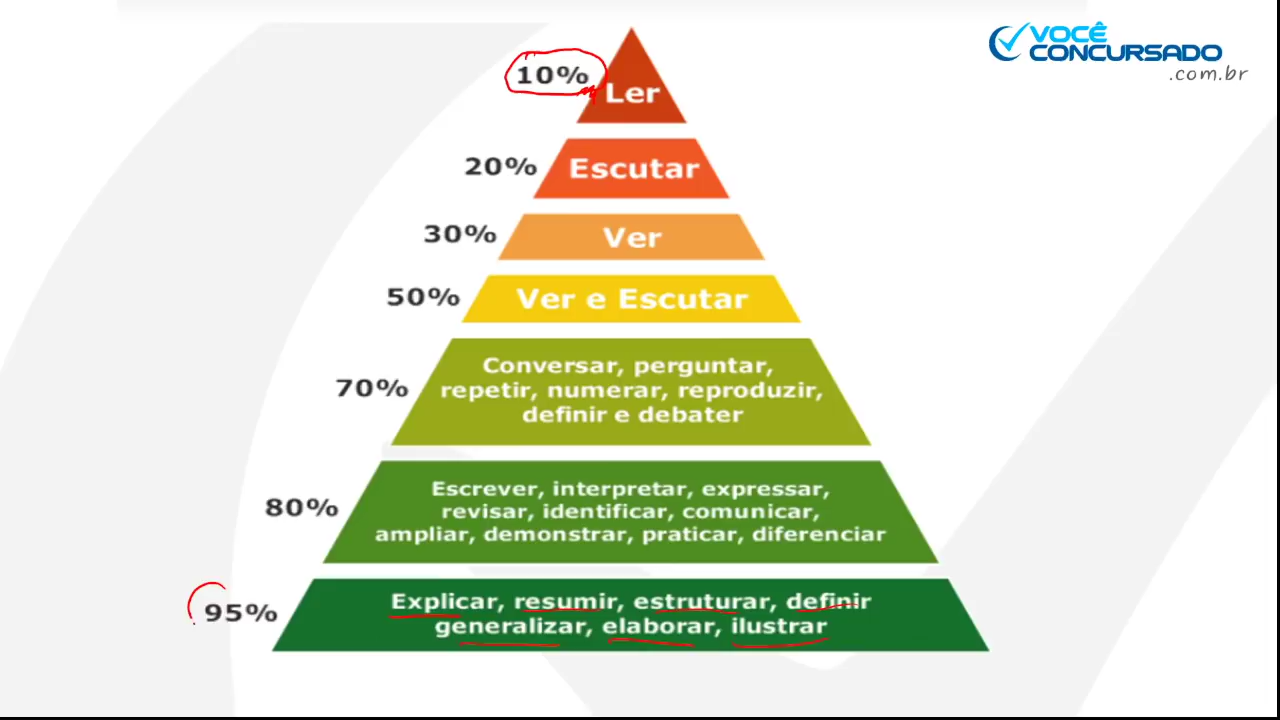 VOCÊ
CONCURSADO
.com.br
10%
Ler
20%
Escutar
30%
Ver
50%
Ver e Escutar
70%
Conversar, perguntar,
repetir, numerar, reproduzir,
definir e debater
80%
Escrever, interpretar, expressar,
revisar, identificar, comunicar,
ampliar, demonstrar, praticar, diferenciar
95%
Explicar, resumir, estruturar, definir
generalizar, elaborar, ilustrar